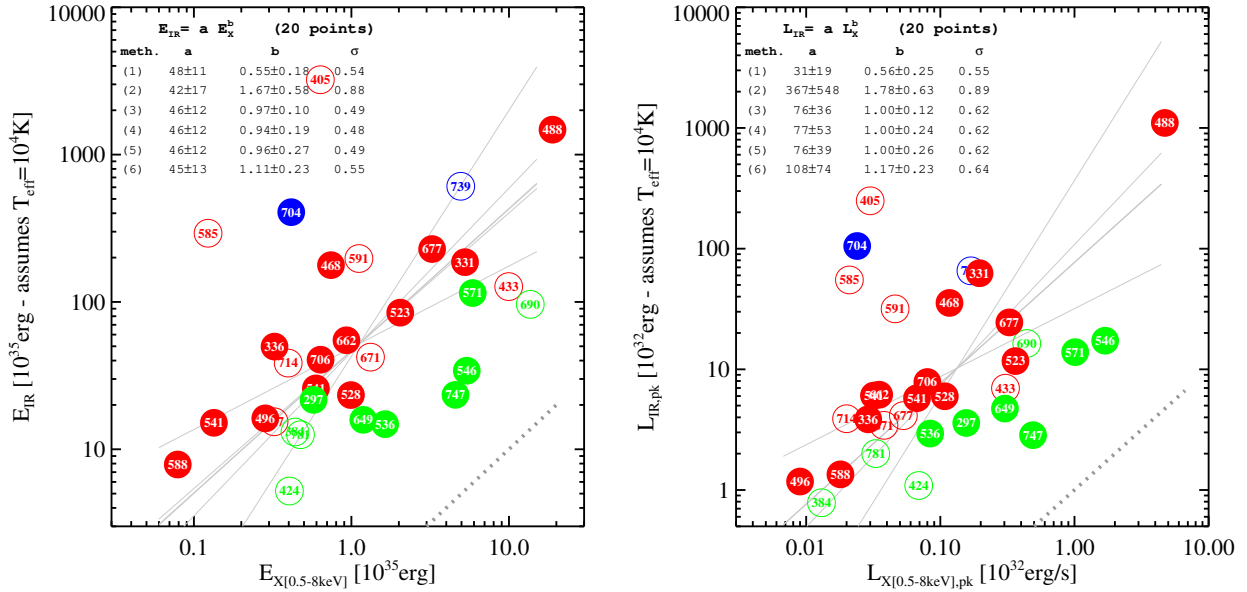 E_IR = a E_X^b (20 points)
meth. a b σ
(1) 48±11 0.55±0.18 0.54
(2) 42±17 1.67±0.58 0.88
(3) 46±12 0.97±0.10 0.49
(4) 46±12 0.94±0.19 0.48
(5) 46±12 0.96±0.27 0.49
(6) 45±13 1.11±0.23 0.55
405
488
739
704
585
677
591
468
331
433
571
690
523
662
336
714
706
671
546
297
528
747
541
496
649
536
781
588
424
1000
100
10
0.1 1.0 10.0
E_IR [10^35erg - assumes T_eff=10^4K]
E_X[0.5-8keV] [10^35erg]
L_IR = a L_X^b (20 points)
meth. a b σ
(1) 31±19 0.56±0.25 0.55
(2) 367±548 1.78±0.63 0.89
(3) 76±36 1.00±0.12 0.62
(4) 77±53 1.00±0.24 0.62
(5) 76±39 1.00±0.26 0.62
(6) 108±74 1.17±0.23 0.64
488
405
704
585
331
468
591
677
690
546
571
523
706
433
541
528
714
336
677
649
297
536
747
781
588
496
424
384
10000
1000
100
10
1
0.01 0.10 1.00 10.00
L_IR,pk [10^32erg - assumes T_eff=10^4K]
L_X[0.5-8keV],pk [10^32erg/s]